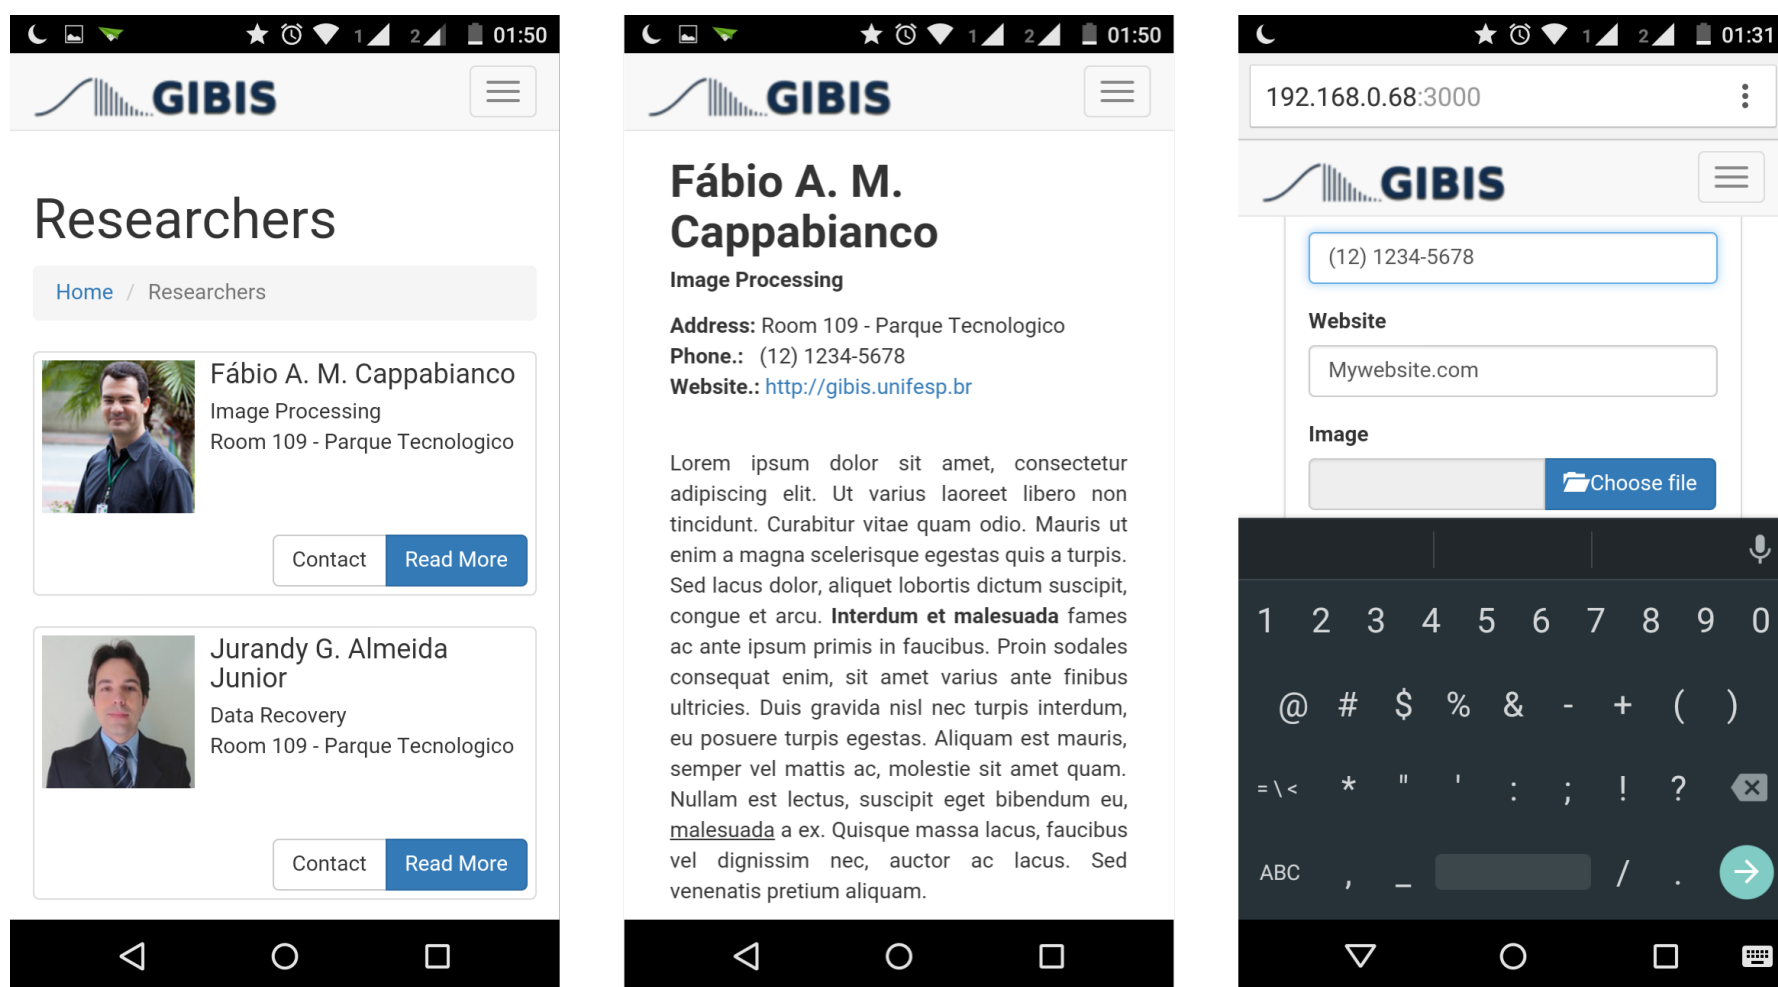 1 2 01:50
GIBIS
Researchers
Home / Researchers
Fábio A. M. Cappabianco
Image Processing
Room 109 - Parque Tecnologico
Contact Read More
Jurandy G. Almeida
Junior
Data Recovery
Room 109 - Parque Tecnologico
Contact Read More
1 2 01:50
GIBIS
Fábio A. M.
Cappabianco
Image Processing
Address: Room 109 - Parque Tecnologico
Phone.: (12) 1234-5678
Website.: http://gibis.unifesp.br
Lorem ipsum dolor sit amet, consectetur
adipiscing elit. Ut varius laoreet libero non
tincidunt. Curabitur vitae quam odio. Mauris ut
enim a magna scelerisque egestas quis a turpis.
Sed lacus dolor, aliquet lobortis dictum suscipit,
congue et arcu. Interdum et malesuada fames
ac ante ipsum primis in faucibus. Proin sodales
consequat enim, sit amet varius ante finibus
ultricies. Duis gravida nisl nec turpis interdum,
eu posuere turpis egestas. Aliquam est mauris,
semper vel mattis ac, molestie sit amet quam.
Nullam est lectus, suscipit eget bibendum eu,
malesuada a ex. Quisque massa lacus, faucibus
vel dignissim nec, auctor ac lacus. Sed
venenatis pretium aliquam.
1 2 01:31
192.168.0.68:3000
GIBIS
(12) 1234-5678
Website
Mywebsite.com
Image
Choose file
1 2 3 4 5 6 7 8 9 0
@ # $ % & - + ( )
=\< * " ' : ; ! ?
ABC , _ / .